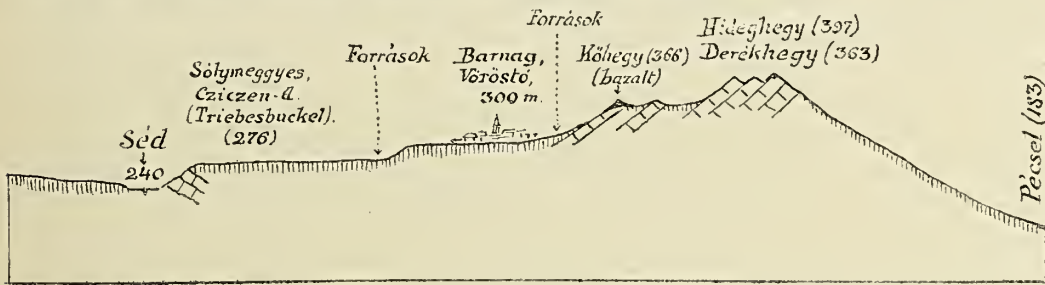 Séd
240
Sólymeggyes,
Cziczen-d.
(Triebesbuckel).
(276)
Források
Barnag,
Vöröstó,
300 m.
Források
Kőhegy (366)
(bazalt)
Hideghegy (397)
Derékhegy (363)
Pécsel (183)